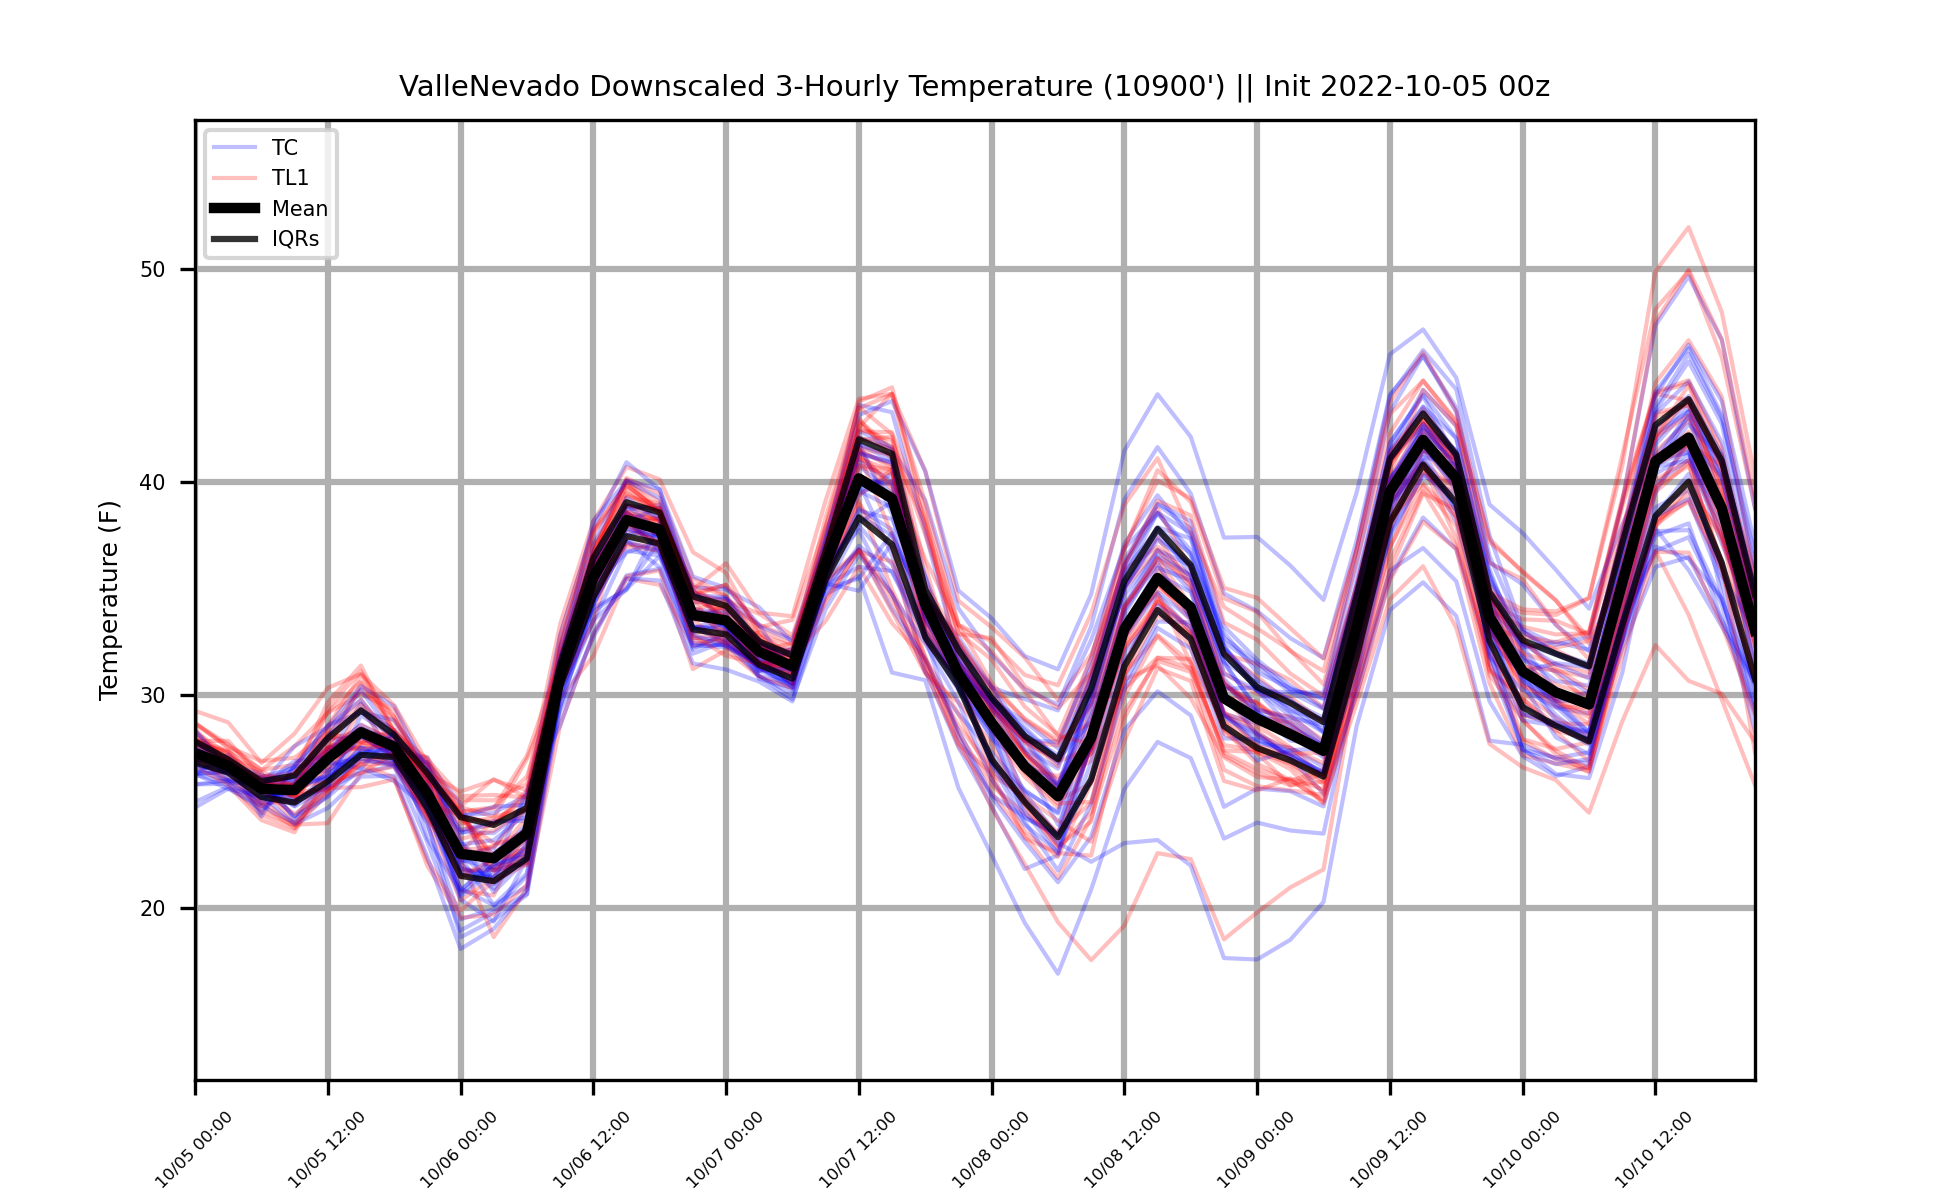 ValleNevado Downscaled 3-Hourly Temperature (10900') || Init 2022-10-05 00z
TC
TL1
Mean
IQRs
Temperature (F)
50
40
30
20
10/05 00:00
10/05 12:00
10/06 00:00
10/06 12:00
10/07 00:00
10/07 12:00
10/08 00:00
10/08 12:00
10/09 00:00
10/09 12:00
10/10 00:00
10/10 12:00